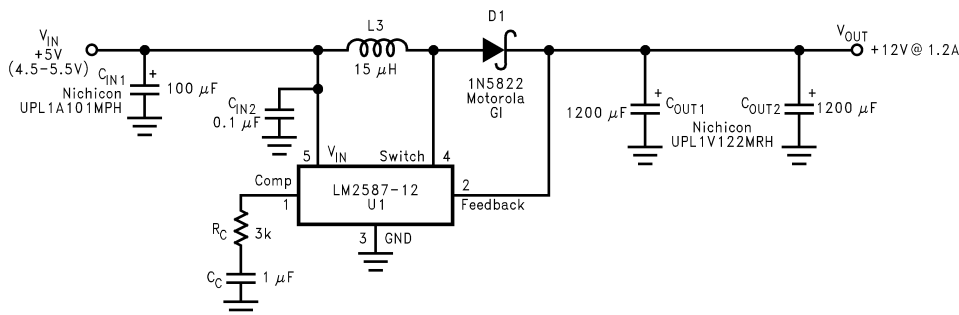 V_IN
+5V
(4.5-5.5V)
C_IN1
+
100 μF
Nichicon
UPL1A101MPH
C_IN2
0.1 μF
L3
15 μH
D1
1N5822
Motorola
GI
V_OUT
+12V@ 1.2A
+
1200 μF
C_OUT1
C_OUT2
+
1200 μF
Nichicon
UPL1V122MRH
5
V_IN
Switch
4
Comp
1
LM2587-12
U1
2
Feedback
3
GND
R_C
3k
C_C
1 μF